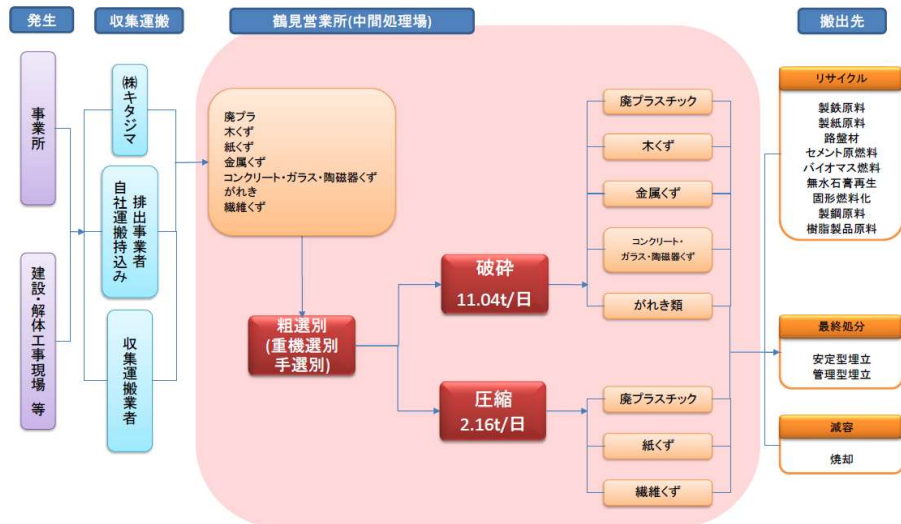 発生
収集運搬
鶴見営業所(中間処理場)
搬出先
事業所
建設・解体工事現場 等
㈱キタジマ
排出事業者
自社運搬持込み
収集運搬業者
廃プラ
木くず
紙くず
金属くず
コンクリート・ガラス・陶磁器くず
がれき
繊維くず
粗選別
(重機選別
手選別)
破砕
11.04t/日
圧縮
2.16t/日
廃プラスチック
木くず
金属くず
コンクリート・
ガラス・陶磁器くず
がれき類
廃プラスチック
紙くず
繊維くず
リサイクル
製鉄原料
製紙原料
路盤材
セメント原燃料
バイオマス燃料
無水石膏再生
固形燃料化
製鋼原料
樹脂製品原料
最終処分
安定型埋立
管理型埋立
減容
焼却